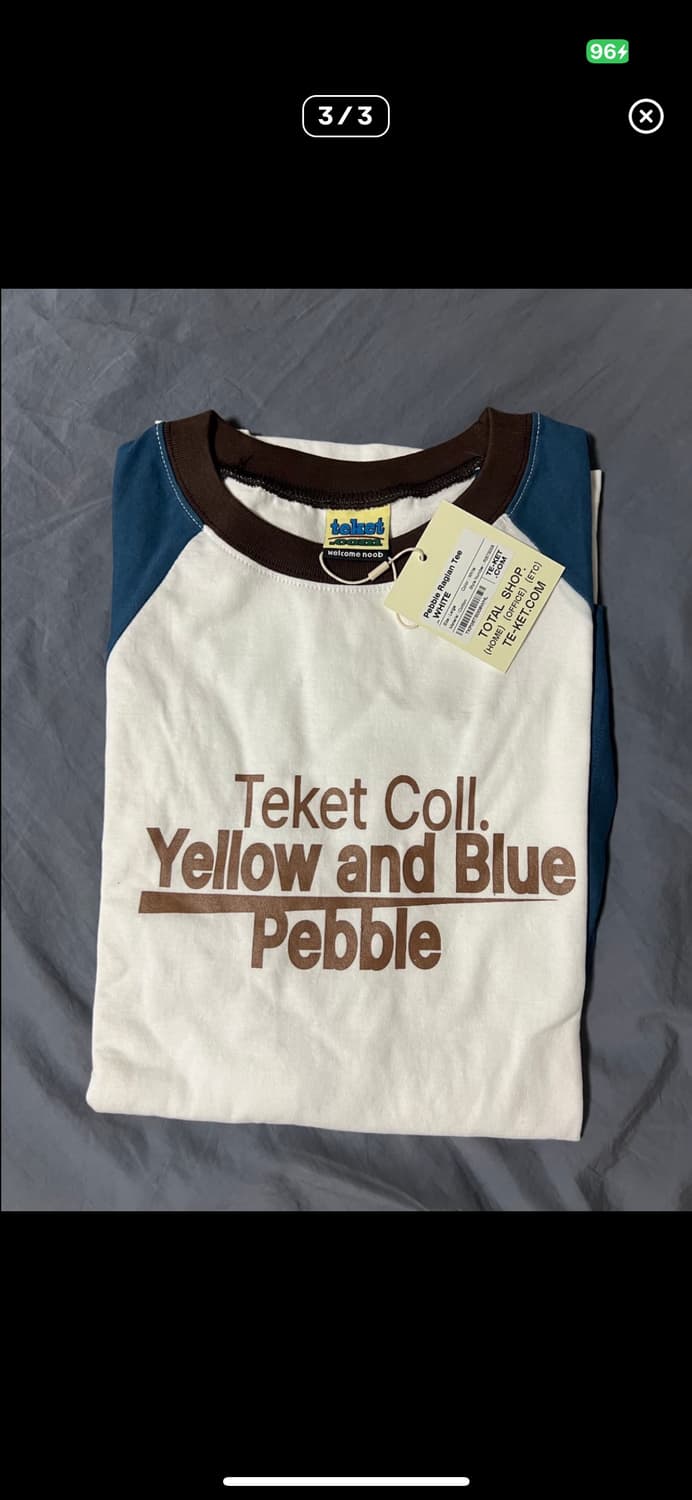 96
3/3
teket
welcome noob
Pebble Raglan Tee
_WHITE
TE-KET
.COM
TOTAL SHOP.
(HOME) (OFFICE) (ETC)
TE-KET.COM
Teket Coll.
Yellow and Blue
Pebble